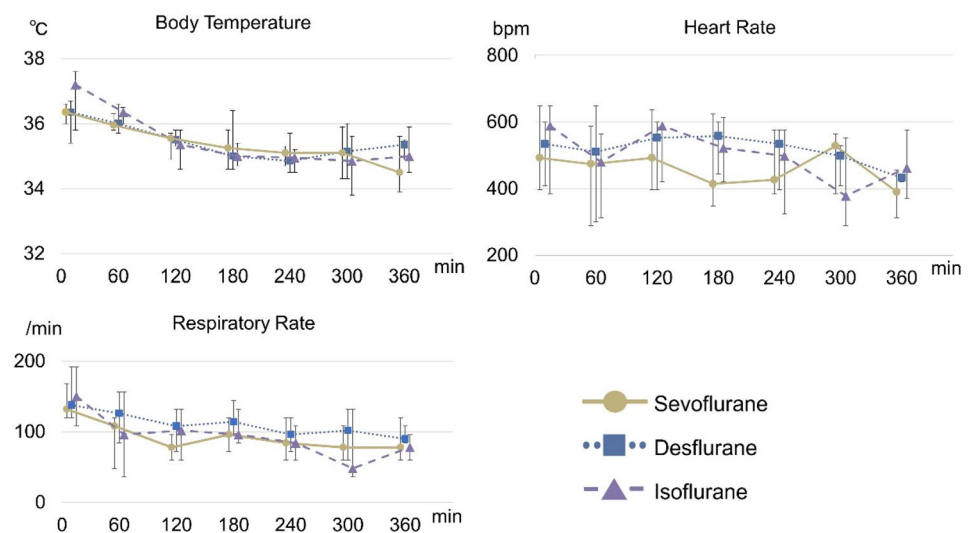 Body Temperature
℃
38
36
34
32
0 60 120 180 240 300 360 min
Heart Rate
bpm
800
600
400
200
0 60 120 180 240 300 360 min
Respiratory Rate
/min
200
100
0
0 60 120 180 240 300 360 min
Sevoflurane
Desflurane
Isoflurane